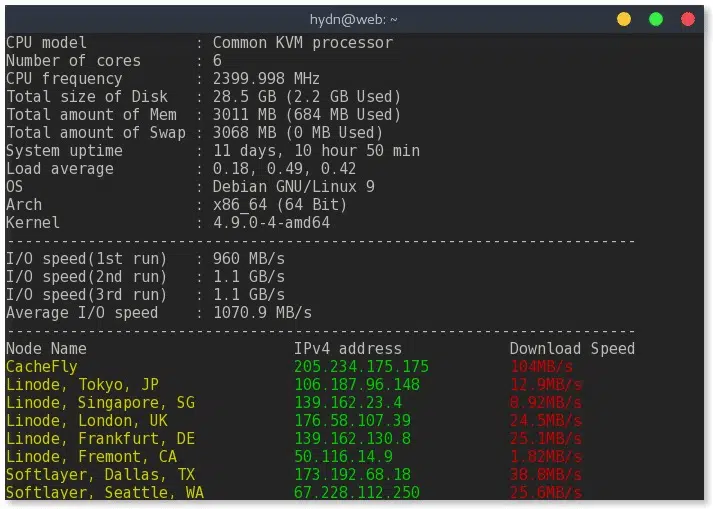 hydn@web: ~
CPU model : Common KVM processor
Number of cores : 6
CPU frequency : 2399.998 MHz
Total size of Disk : 28.5 GB (2.2 GB Used)
Total amount of Mem : 3011 MB (684 MB Used)
Total amount of Swap : 3068 MB (0 MB Used)
System uptime : 11 days, 10 hour 50 min
Load average : 0.18, 0.49, 0.42
OS : Debian GNU/Linux 9
Arch : x86_64 (64 Bit)
Kernel : 4.9.0-4-amd64
----------------------------------------------------------------------
I/O speed(1st run) : 960 MB/s
I/O speed(2nd run) : 1.1 GB/s
I/O speed(3rd run) : 1.1 GB/s
Average I/O speed : 1070.9 MB/s
----------------------------------------------------------------------
Node Name IPv4 address Download Speed
CacheFly 205.234.175.175 104MB/s
Linode, Tokyo, JP 106.187.96.148 12.9MB/s
Linode, Singapore, SG 139.162.23.4 8.92MB/s
Linode, London, UK 176.58.107.39 24.5MB/s
Linode, Frankfurt, DE 139.162.130.8 25.1MB/s
Linode, Fremont, CA 50.116.14.9 1.82MB/s
Softlayer, Dallas, TX 173.192.68.18 38.8MB/s
Softlayer, Seattle, WA 67.228.112.250 25.6MB/s